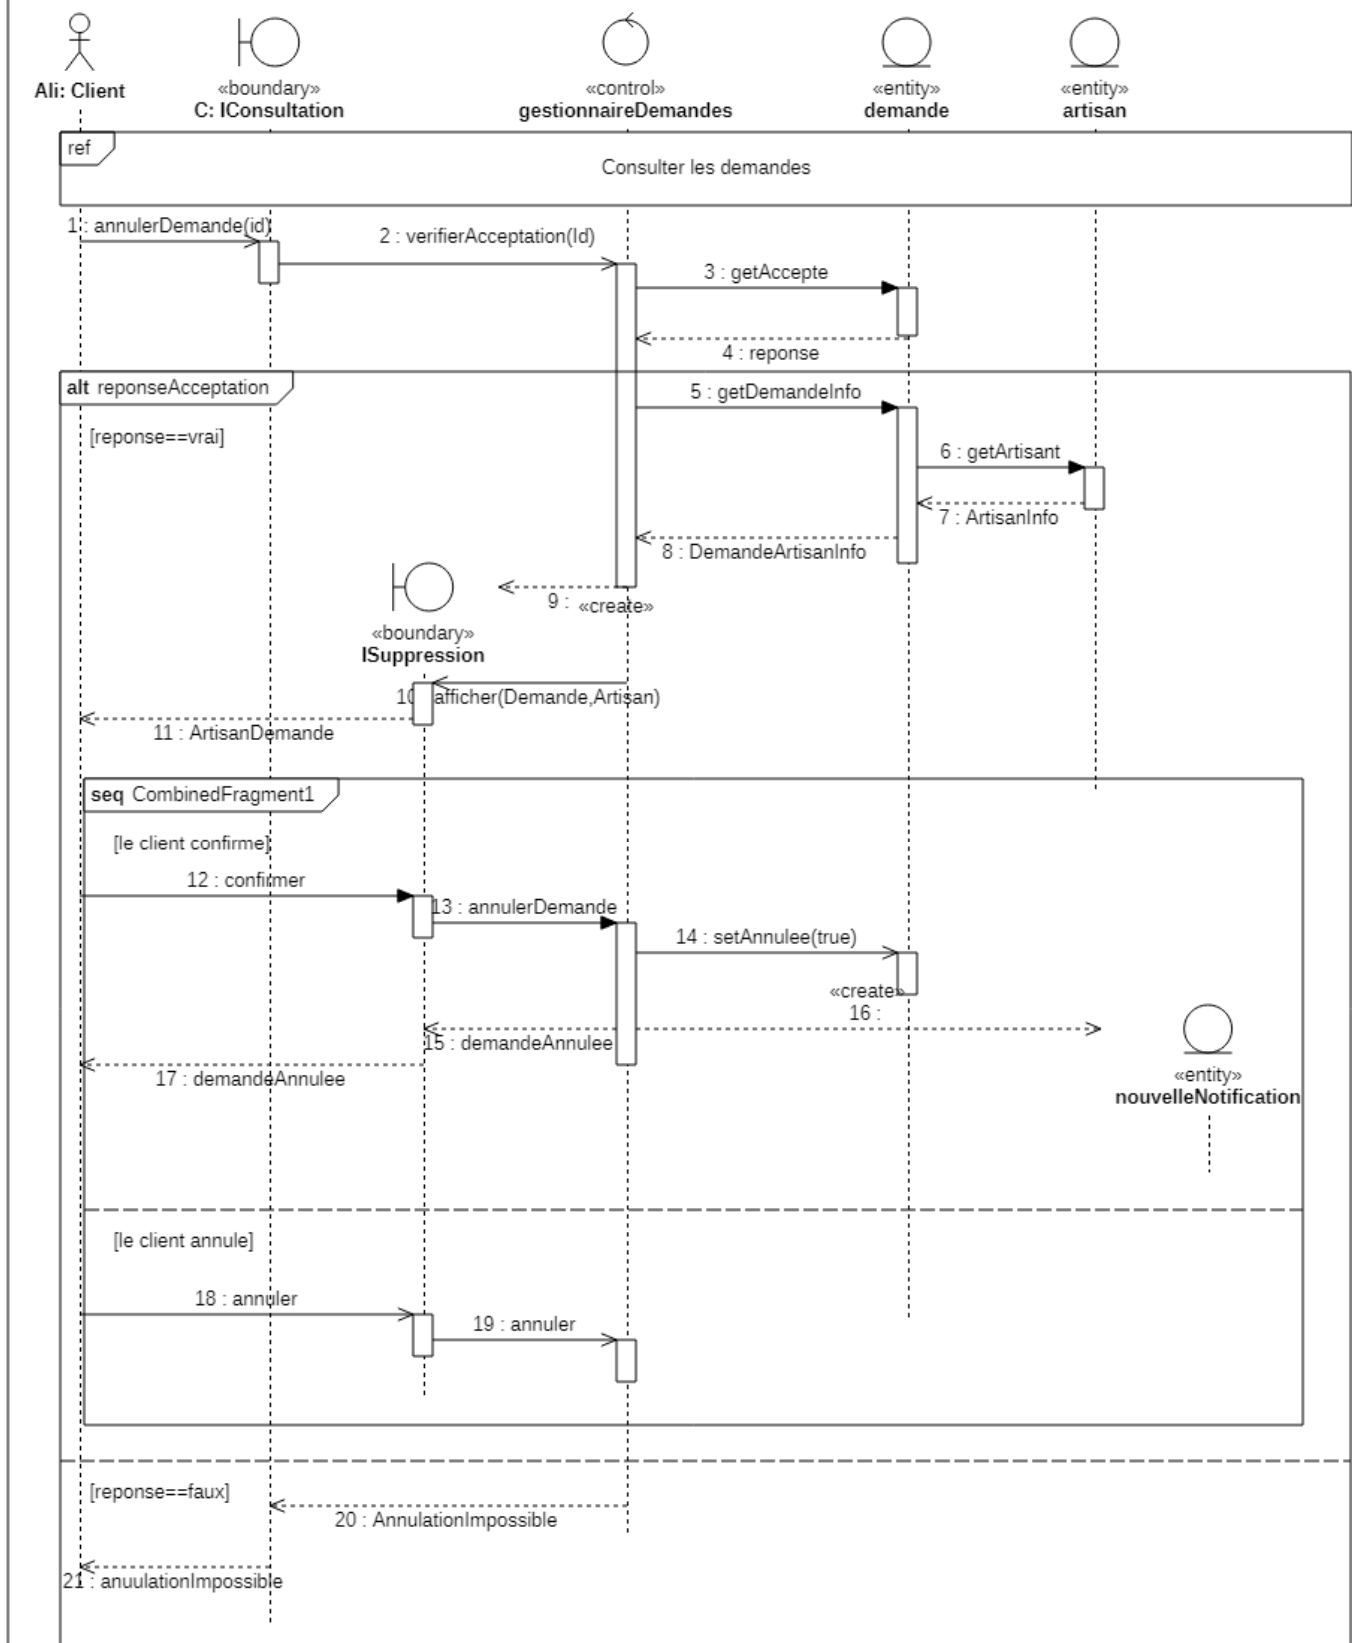 Ali: Client
«boundary»
C: IConsultation
«control»
gestionnaireDemandes
«entity»
demande
«entity»
artisan
ref
Consulter les demandes
1 : annulerDemande(id)
2 : verifierAcceptation(Id)
3 : getAccepte
4 : reponse
alt reponseAcceptation
[reponse==vrai]
5 : getDemandeInfo
6 : getArtisant
7 : ArtisanInfo
8 : DemandeArtisanInfo
9 : «create»
«boundary»
ISuppression
10 afficher(Demande,Artisan)
11 : ArtisanDemande
seq CombinedFragment1
[le client confirme]
12 : confirmer
13 : annulerDemande
14 : setAnnulee(true)
«create»
16 :
15 : demandeAnnulee
17 : demandeAnnulee
«entity»
nouvelleNotification
[le client annule]
18 : annuler
19 : annuler
[reponse==faux]
20 : AnnulationImpossible
21 : anuulationImpossible